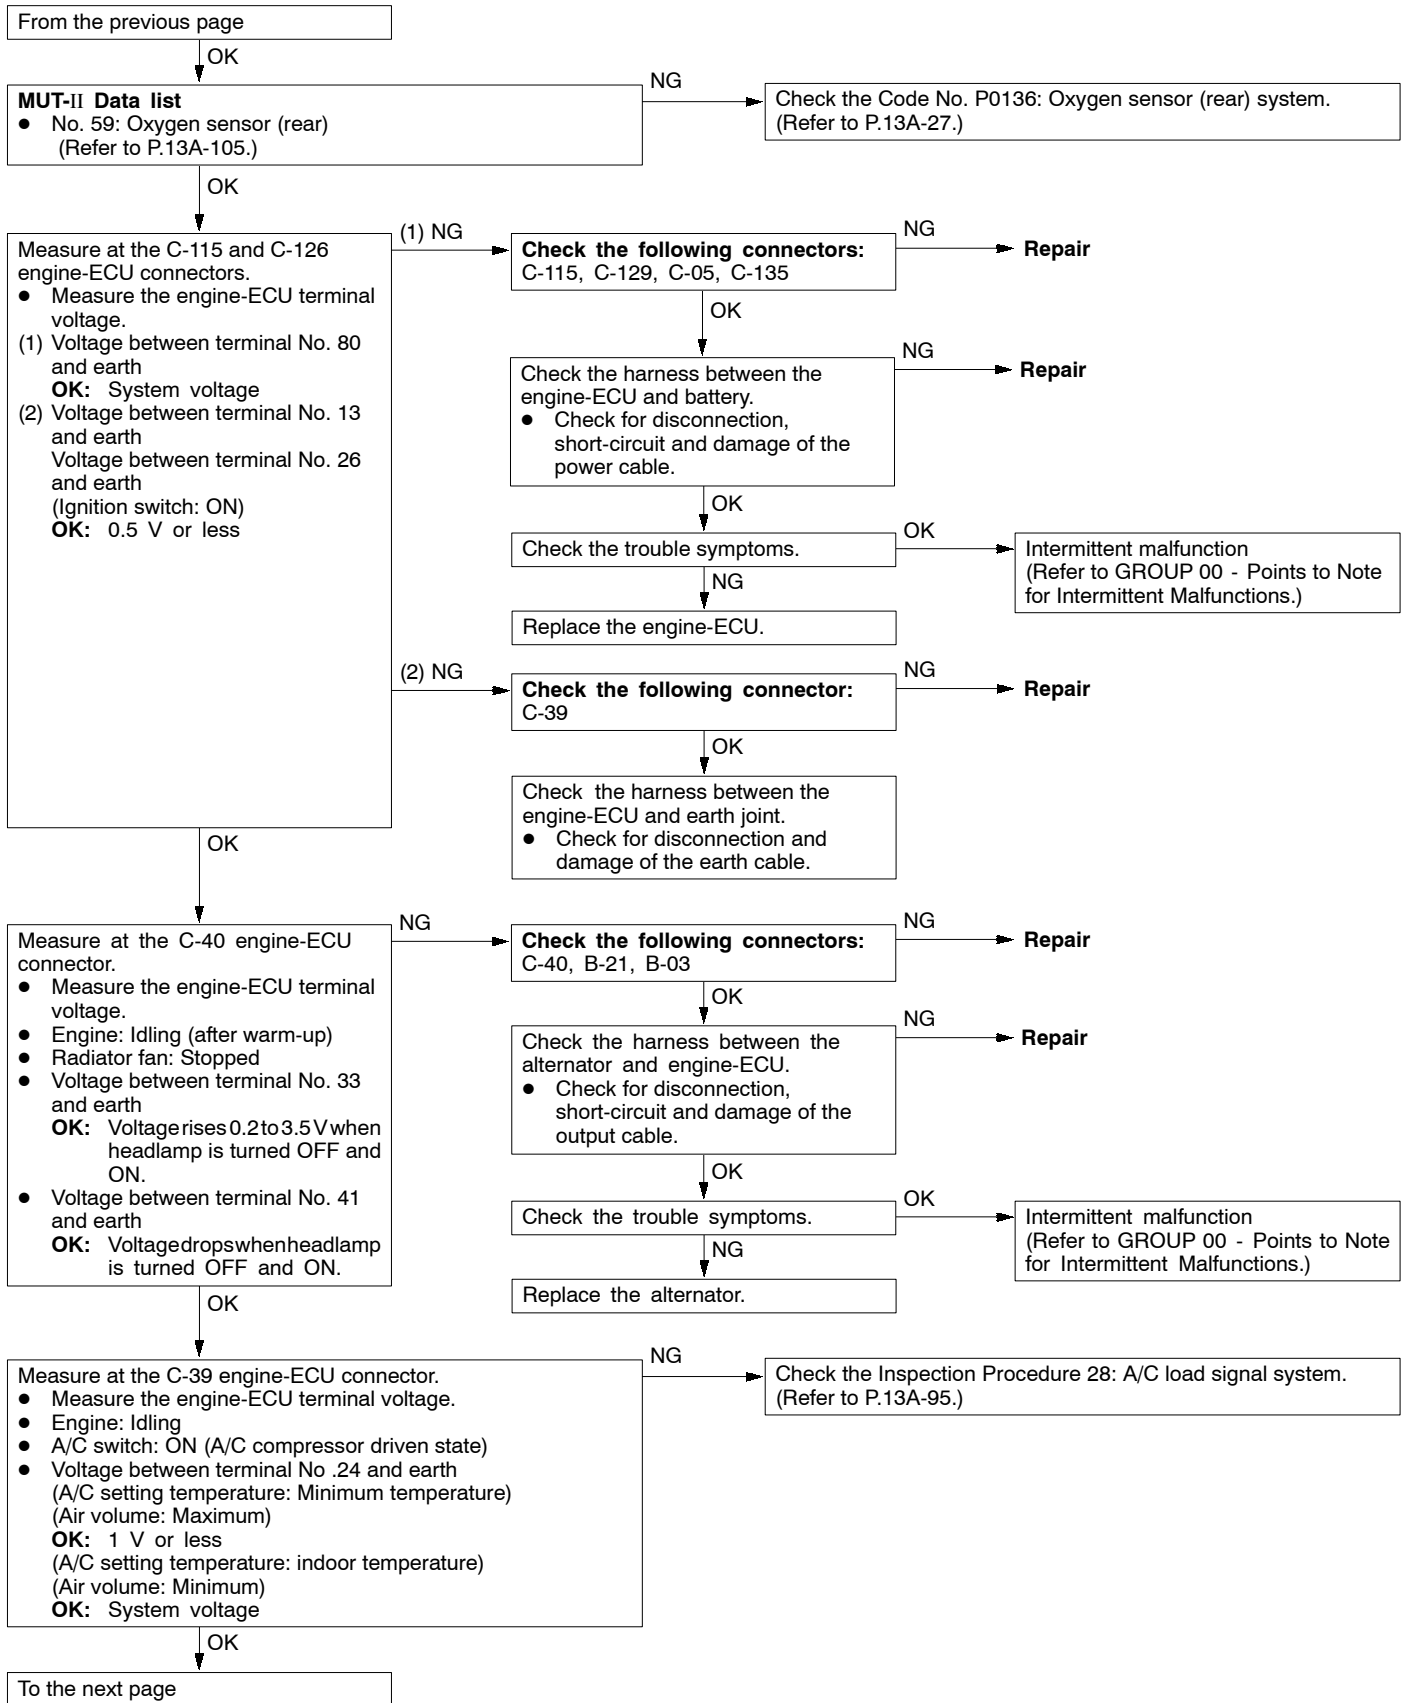 From the previous page
OK
MUT-II Data list
● No. 59: Oxygen sensor (rear)
(Refer to P.13A-105.)
NG
Check the Code No. P0136: Oxygen sensor (rear) system.
(Refer to P.13A-27.)
OK
Measure at the C-115 and C-126
engine-ECU connectors.
● Measure the engine-ECU terminal
voltage.
(1) Voltage between terminal No. 80
and earth
OK: System voltage
(2) Voltage between terminal No. 13
and earth
Voltage between terminal No. 26
and earth
(Ignition switch: ON)
OK: 0.5 V or less
(1) NG
Check the following connectors:
C-115, C-129, C-05, C-135
NG
Repair
OK
Check the harness between the
engine-ECU and battery.
● Check for disconnection,
short-circuit and damage of the
power cable.
NG
Repair
OK
Check the trouble symptoms.
OK
Intermittent malfunction
(Refer to GROUP 00 - Points to Note
for Intermittent Malfunctions.)
NG
Replace the engine-ECU.
(2) NG
Check the following connector:
C-39
NG
Repair
OK
Check the harness between the
engine-ECU and earth joint.
● Check for disconnection and
damage of the earth cable.
OK
Measure at the C-40 engine-ECU
connector.
● Measure the engine-ECU terminal
voltage.
● Engine: Idling (after warm-up)
● Radiator fan: Stopped
● Voltage between terminal No. 33
and earth
OK: Voltage rises 0.2 to 3.5 V when
headlamp is turned OFF and
ON.
● Voltage between terminal No. 41
and earth
OK: Voltage drops when headlamp
is turned OFF and ON.
NG
Check the following connectors:
C-40, B-21, B-03
NG
Repair
OK
Check the harness between the
alternator and engine-ECU.
● Check for disconnection,
short-circuit and damage of the
output cable.
NG
Repair
OK
Check the trouble symptoms.
OK
Intermittent malfunction
(Refer to GROUP 00 - Points to Note
for Intermittent Malfunctions.)
NG
Replace the alternator.
OK
Measure at the C-39 engine-ECU connector.
● Measure the engine-ECU terminal voltage.
● Engine: Idling
● A/C switch: ON (A/C compressor driven state)
● Voltage between terminal No .24 and earth
(A/C setting temperature: Minimum temperature)
(Air volume: Maximum)
OK: 1 V or less
(A/C setting temperature: indoor temperature)
(Air volume: Minimum)
OK: System voltage
NG
Check the Inspection Procedure 28: A/C load signal system.
(Refer to P.13A-95.)
OK
To the next page